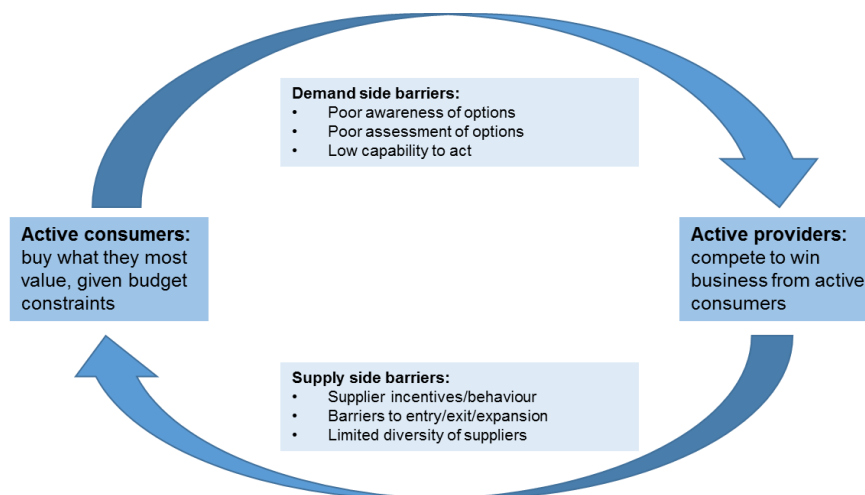 Demand side barriers:
• Poor awareness of options
• Poor assessment of options
• Low capability to act
Active consumers:
buy what they most
value, given budget
constraints
Active providers:
compete to win
business from active
consumers
Supply side barriers:
• Supplier incentives/behaviour
• Barriers to entry/exit/expansion
• Limited diversity of suppliers